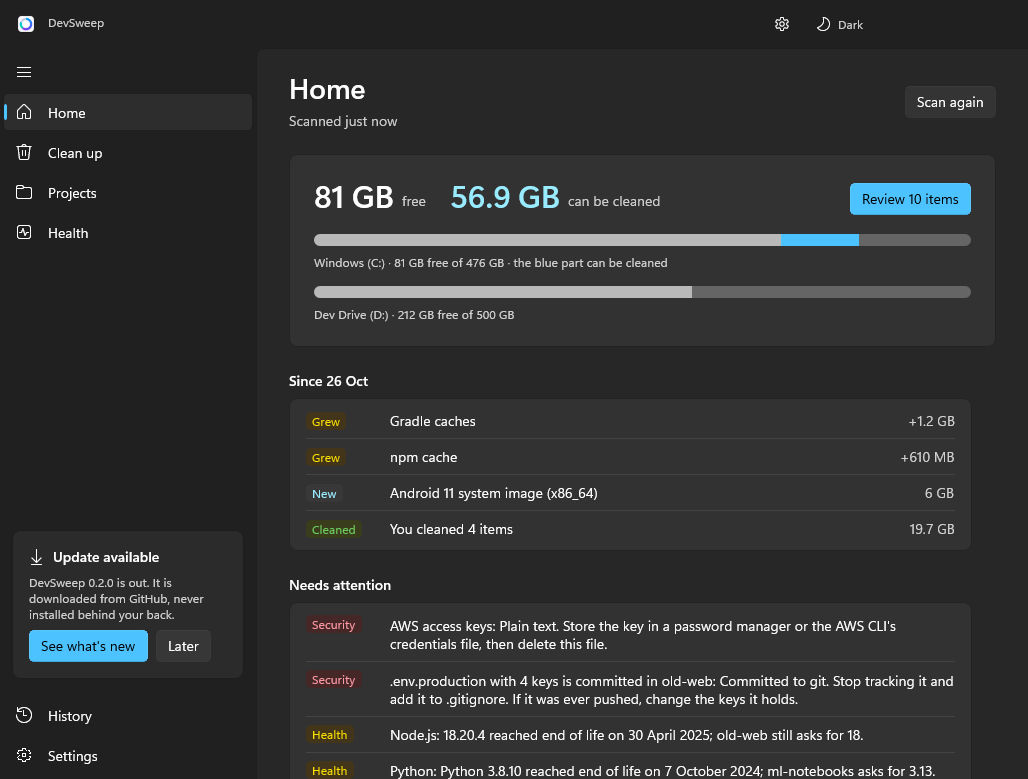 DevSweep
Dark
Home
Clean up
Projects
Health
Update available
DevSweep 0.2.0 is out. It is
downloaded from GitHub, never
installed behind your back.
See what's new
Later
History
Settings
Home
Scanned just now
Scan again
81 GB free 56.9 GB can be cleaned
Review 10 items
Windows (C:) · 81 GB free of 476 GB · the blue part can be cleaned
Dev Drive (D:) · 212 GB free of 500 GB
Since 26 Oct
Grew Gradle caches +1.2 GB
Grew npm cache +610 MB
New Android 11 system image (x86_64) 6 GB
Cleaned You cleaned 4 items 19.7 GB
Needs attention
Security AWS access keys: Plain text. Store the key in a password manager or the AWS CLI's
credentials file, then delete this file.
Security .env.production with 4 keys is committed in old-web: Committed to git. Stop tracking it and
add it to .gitignore. If it was ever pushed, change the keys it holds.
Health Node.js: 18.20.4 reached end of life on 30 April 2025; old-web still asks for 18.
Health Python: Python 3.8.10 reached end of life on 7 October 2024; ml-notebooks asks for 3.13.